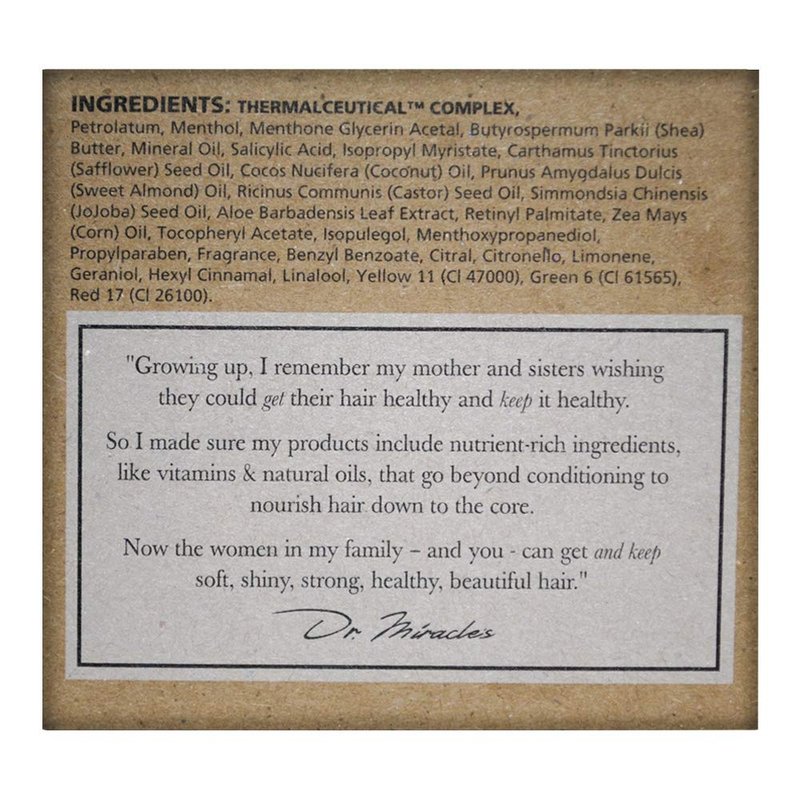 INGREDIENTS: THERMALCEUTICAL™ COMPLEX,
Petrolatum, Menthol, Menthone Glycerin Acetal, Butyrospermum Parkii (Shea)
Butter, Mineral Oil, Salicylic Acid, Isopropyl Myristate, Carthamus Tinctorius
(Safflower) Seed Oil, Cocos Nucifera (Coconut) Oil, Prunus Amygdalus Dulcis
(Sweet Almond) Oil, Ricinus Communis (Castor) Seed Oil, Simmondsia Chinensis
(JoJoba) Seed Oil, Aloe Barbadensis Leaf Extract, Retinyl Palmitate, Zea Mays
(Corn) Oil, Tocopheryl Acetate, Isopulegol, Menthoxypropanediol,
Propylparaben, Fragrance, Benzyl Benzoate, Citral, Citronello, Limonene,
Geraniol, Hexyl Cinnamal, Linalool, Yellow 11 (CI 47000), Green 6 (CI 61565),
Red 17 (CI 26100).
"Growing up, I remember my mother and sisters wishing
they could get their hair healthy and keep it healthy.
So I made sure my products include nutrient-rich ingredients,
like vitamins & natural oils, that go beyond conditioning to
nourish hair down to the core.
Now the women in my family – and you - can get and keep
soft, shiny, strong, healthy, beautiful hair."
Dr. Miracles